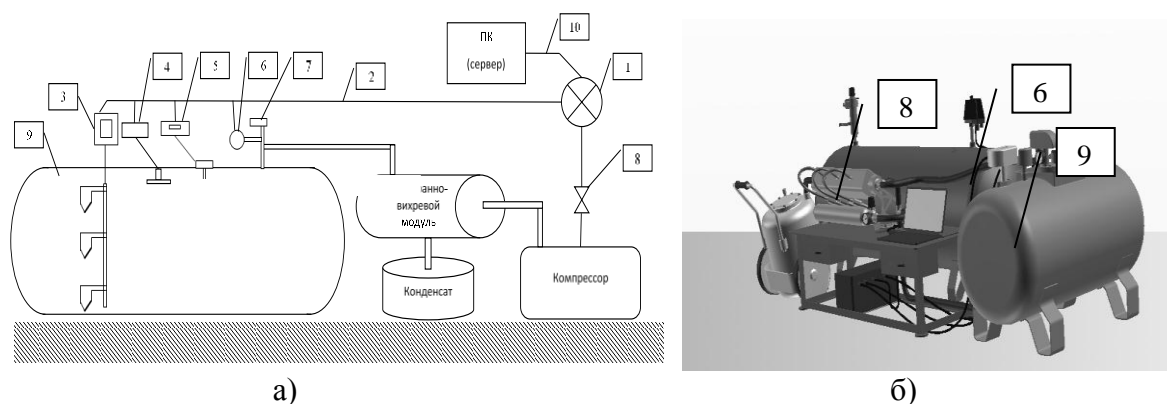 10
ПК
(сервер)
1
2
3
4
5
6
7
8
9
анно-
вихревой
модуль
Конденсат
Компрессор
а)
8
6
9
б)